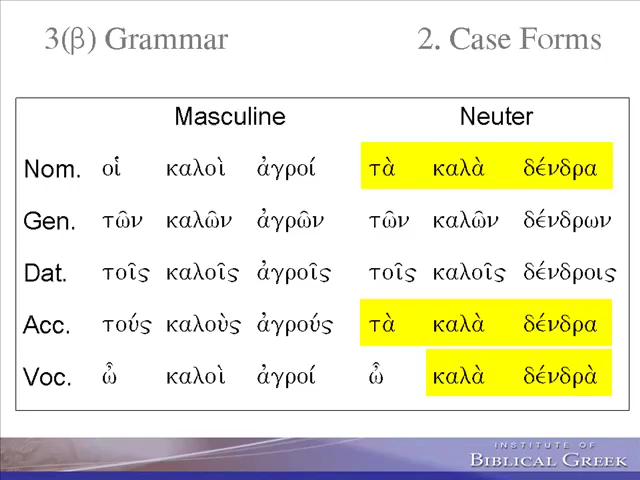 3(β) Grammar 2. Case Forms
Masculine Neuter
Nom. οἱ καλοὶ ἀγροί τὰ καλὰ δένδρα
Gen. τῶν καλῶν ἀγρῶν τῶν καλῶν δένδρων
Dat. τοῖς καλοῖς ἀγροῖς τοῖς καλοῖς δένδροις
Acc. τούς καλοὺς ἀγρούς τὰ καλὰ δένδρα
Voc. ὦ καλοὶ ἀγροί ὦ καλὰ δένδρὰ
INSTITUTE OF
BIBLICAL GREEK